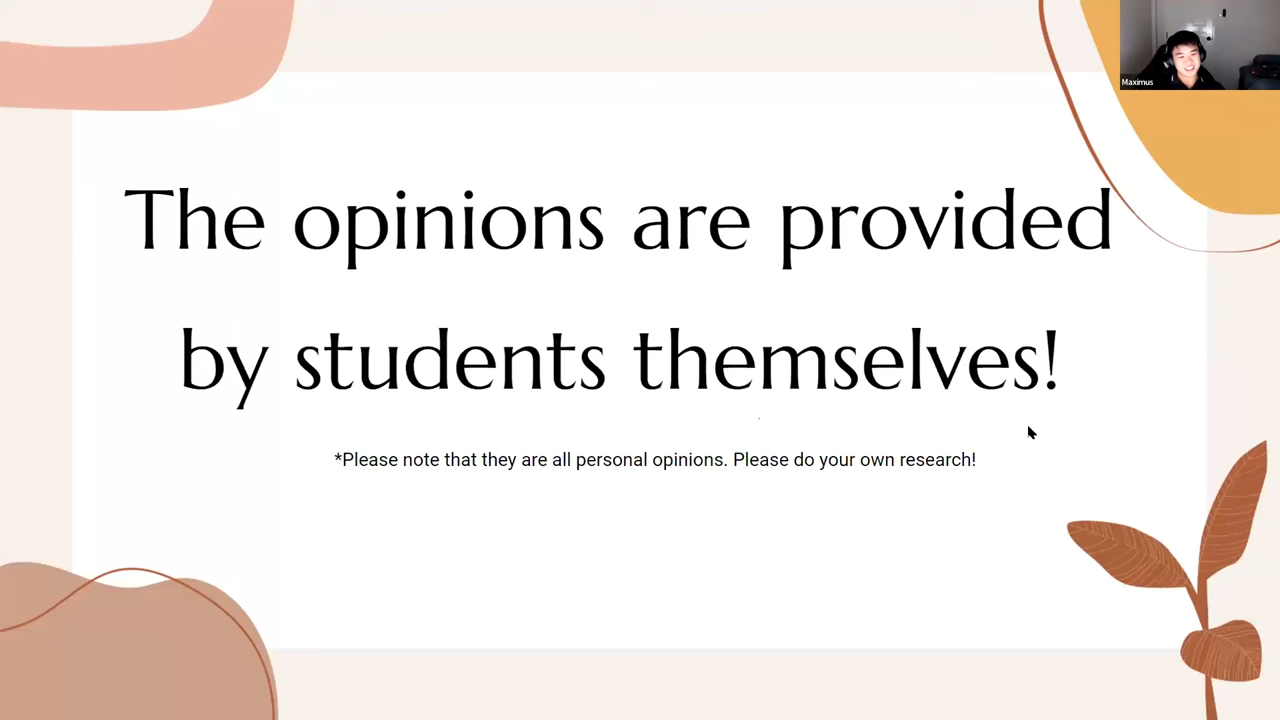 Maximus
The opinions are provided
by students themselves!
*Please note that they are all personal opinions. Please do your own research!